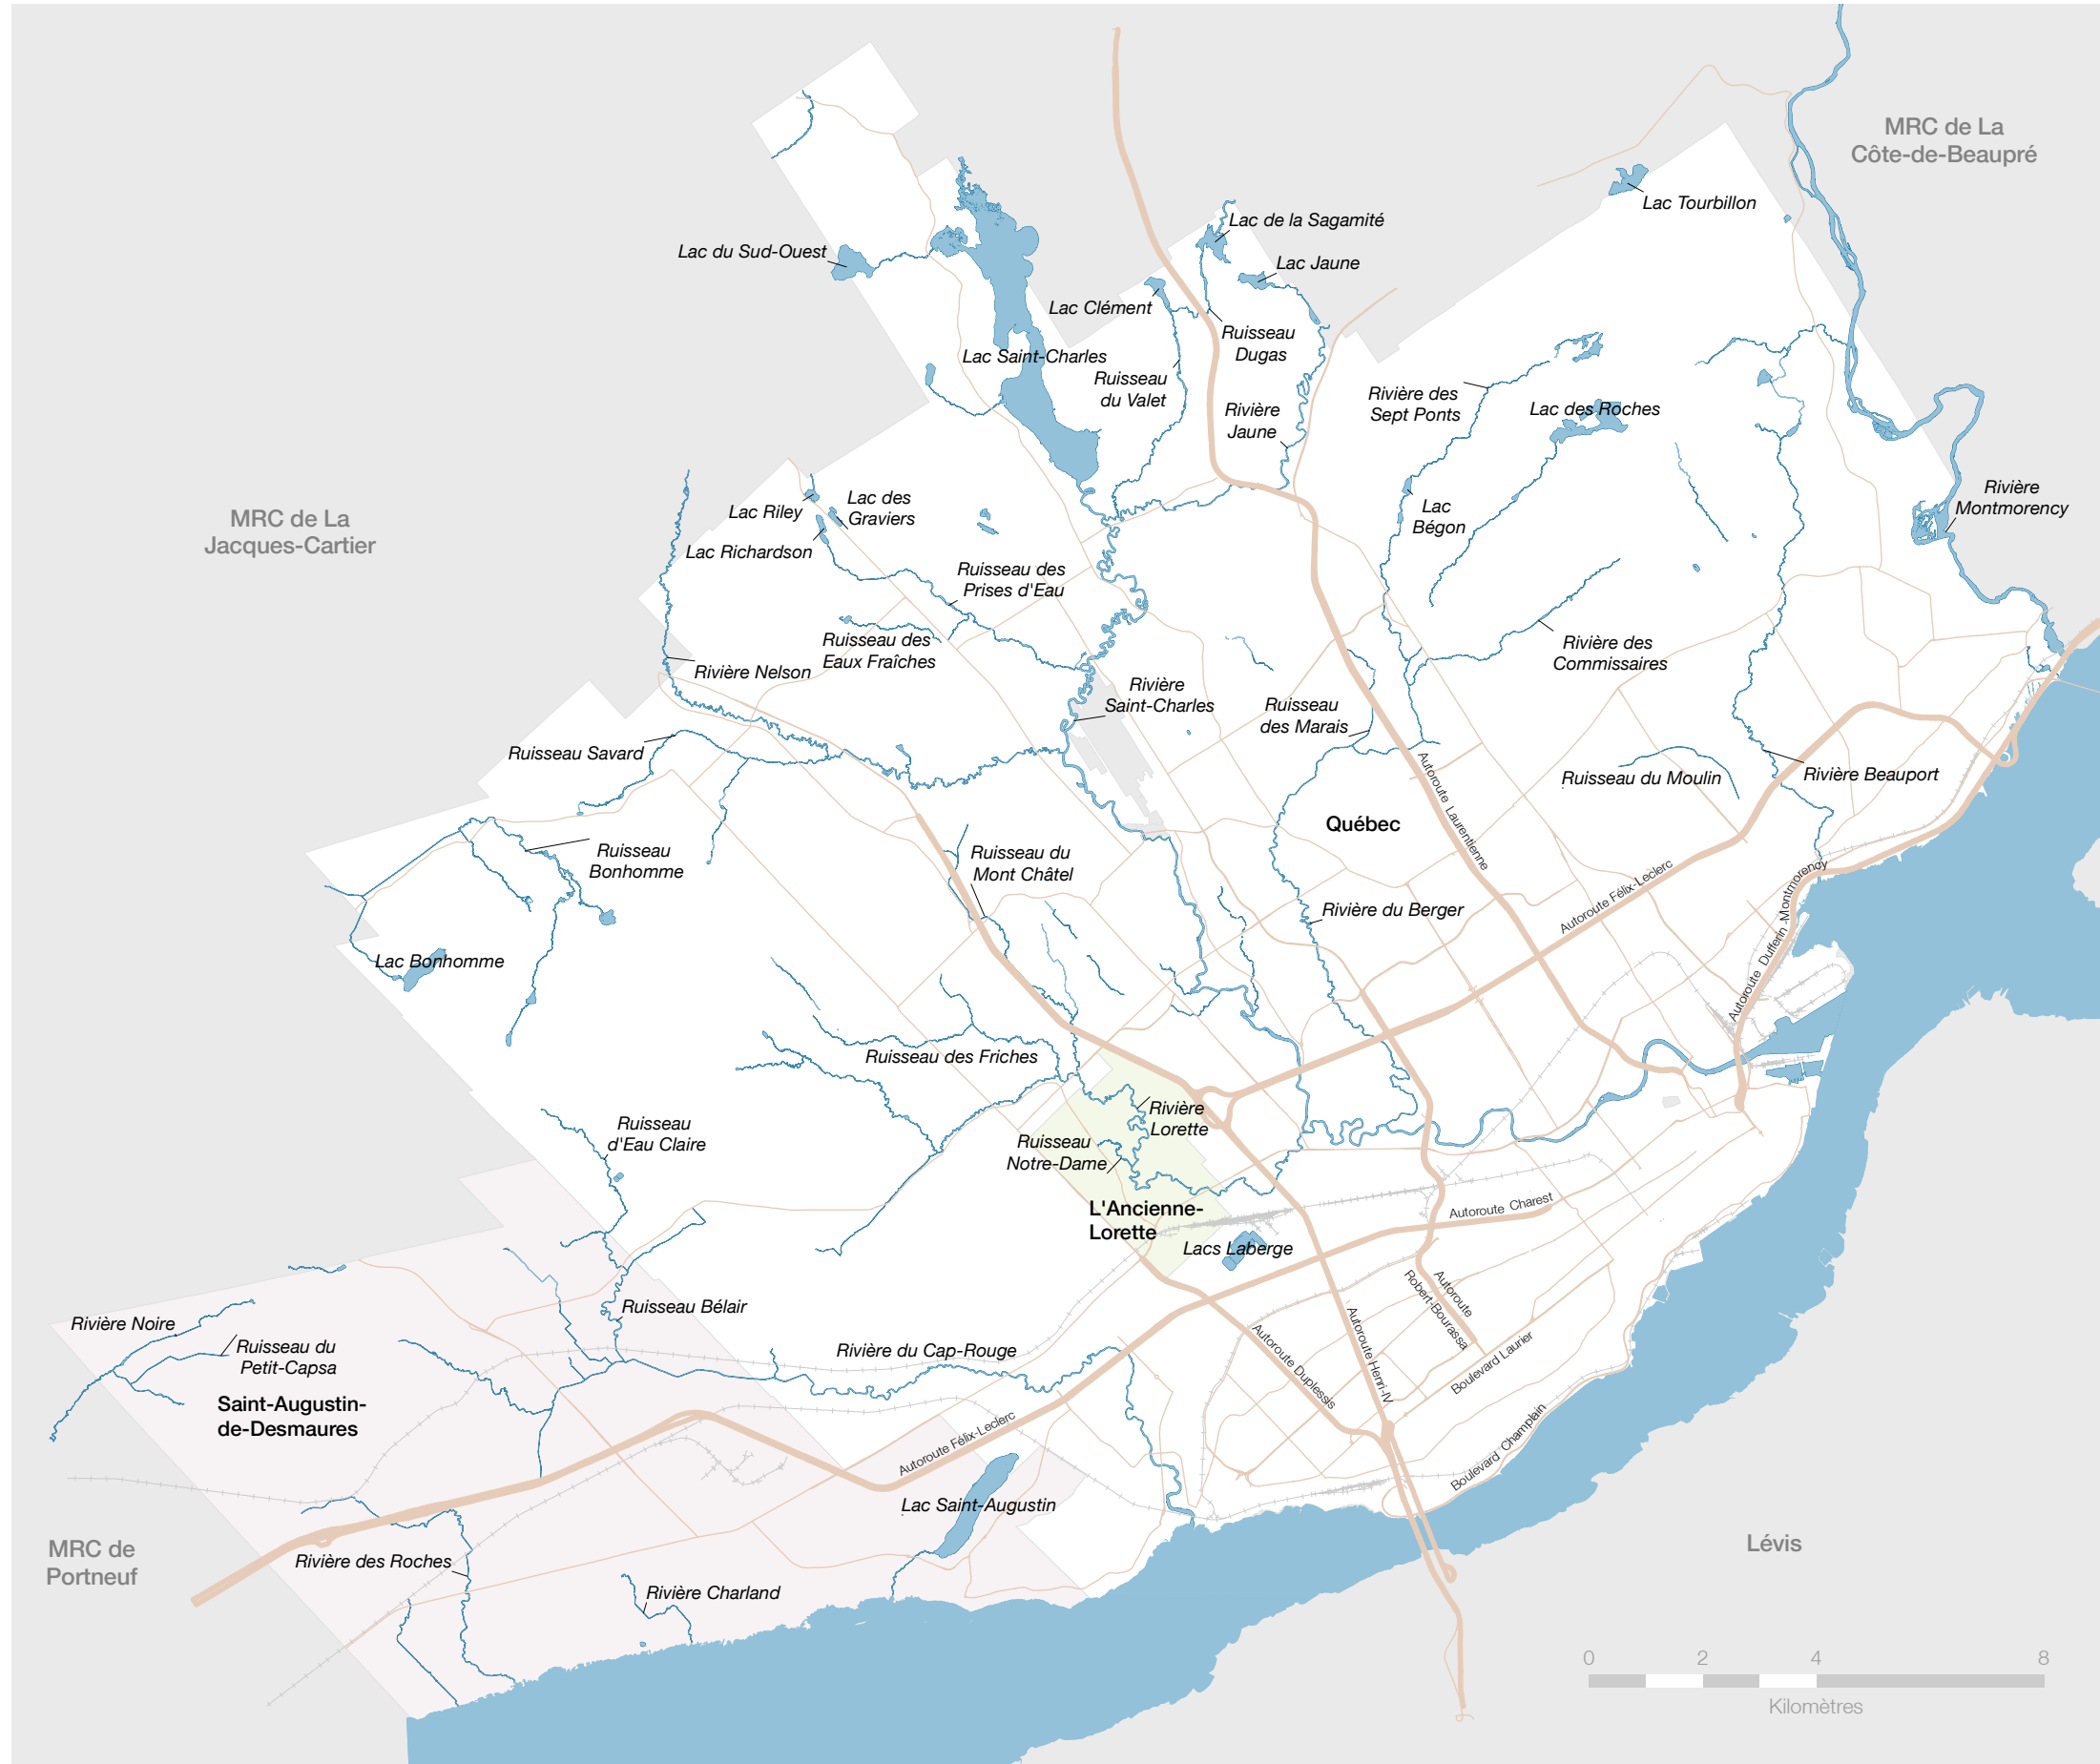 MRC de La
Côte-de-Beaupré
Lac Tourbillon
Lac de la Sagamité
Lac du Sud-Ouest
Lac Jaune
Lac Clément
Ruisseau
Dugas
Lac Saint-Charles
Ruisseau
du Valet
Rivière
Jaune
Rivière des
Sept Ponts
Lac des Roches
MRC de La
Jacques-Cartier
Lac Riley
Lac des
Graviers
Lac
Bégon
Rivière
Montmorency
Lac Richardson
Ruisseau des
Prises d'Eau
Ruisseau des
Eaux Fraîches
Rivière des
Commissaires
Rivière Nelson
Rivière
Saint-Charles
Ruisseau
des Marais
Ruisseau Savard
Ruisseau du Moulin
Rivière Beauport
Autoroute Laurentienne
Québec
Ruisseau
Bonhomme
Ruisseau du
Mont Châtel
Autoroute Félix-Leclerc
Autoroute Dufferin -Montmorency
Rivière du Berger
Lac Bonhomme
Ruisseau des Friches
Ruisseau
d'Eau Claire
Rivière
Lorette
Ruisseau
Notre-Dame
L'Ancienne-
Lorette
Autoroute Charest
Lacs Laberge
Autoroute
Robert-Bourassa
Ruisseau Bélair
Rivière Noire
Ruisseau du
Petit-Capsa
Rivière du Cap-Rouge
Autoroute Duplessis
Autoroute Henri-IV
Boulevard Laurier
Saint-Augustin-
de-Desmaures
Autoroute Félix-Leclerc
Boulevard Champlain
Lac Saint-Augustin
MRC de
Portneuf
Rivière des Roches
Rivière Charland
Lévis
0 2 4 8
Kilomètres